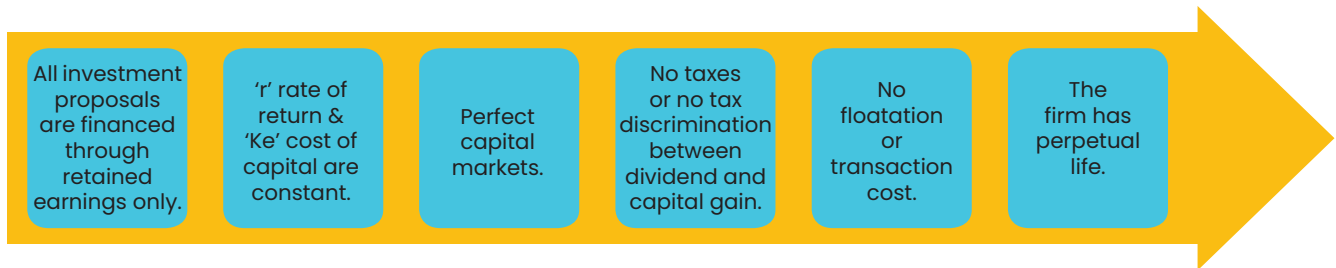 All investment
proposals
are financed
through
retained
earnings only.
‘r’ rate of
return &
‘Ke’ cost of
capital are
constant.
Perfect
capital
markets.
No taxes
or no tax
discrimination
between
dividend and
capital gain.
No
floatation
or
transaction
cost.
The
firm has
perpetual
life.